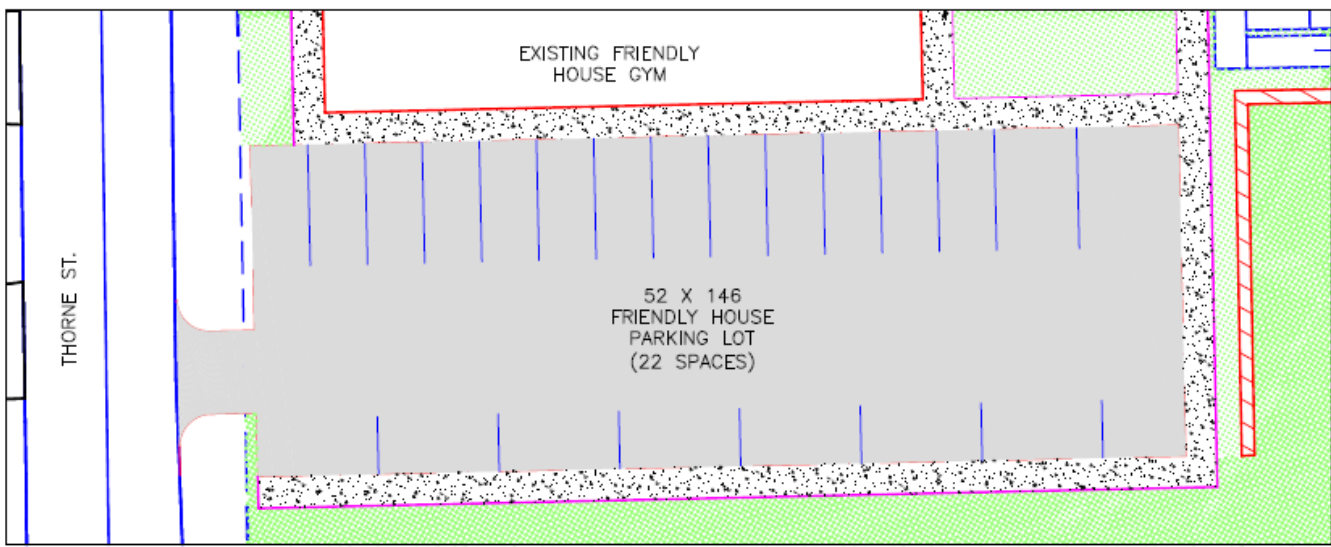 EXISTING FRIENDLY
HOUSE GYM
THORNE ST.
52 X 146
FRIENDLY HOUSE
PARKING LOT
(22 SPACES)